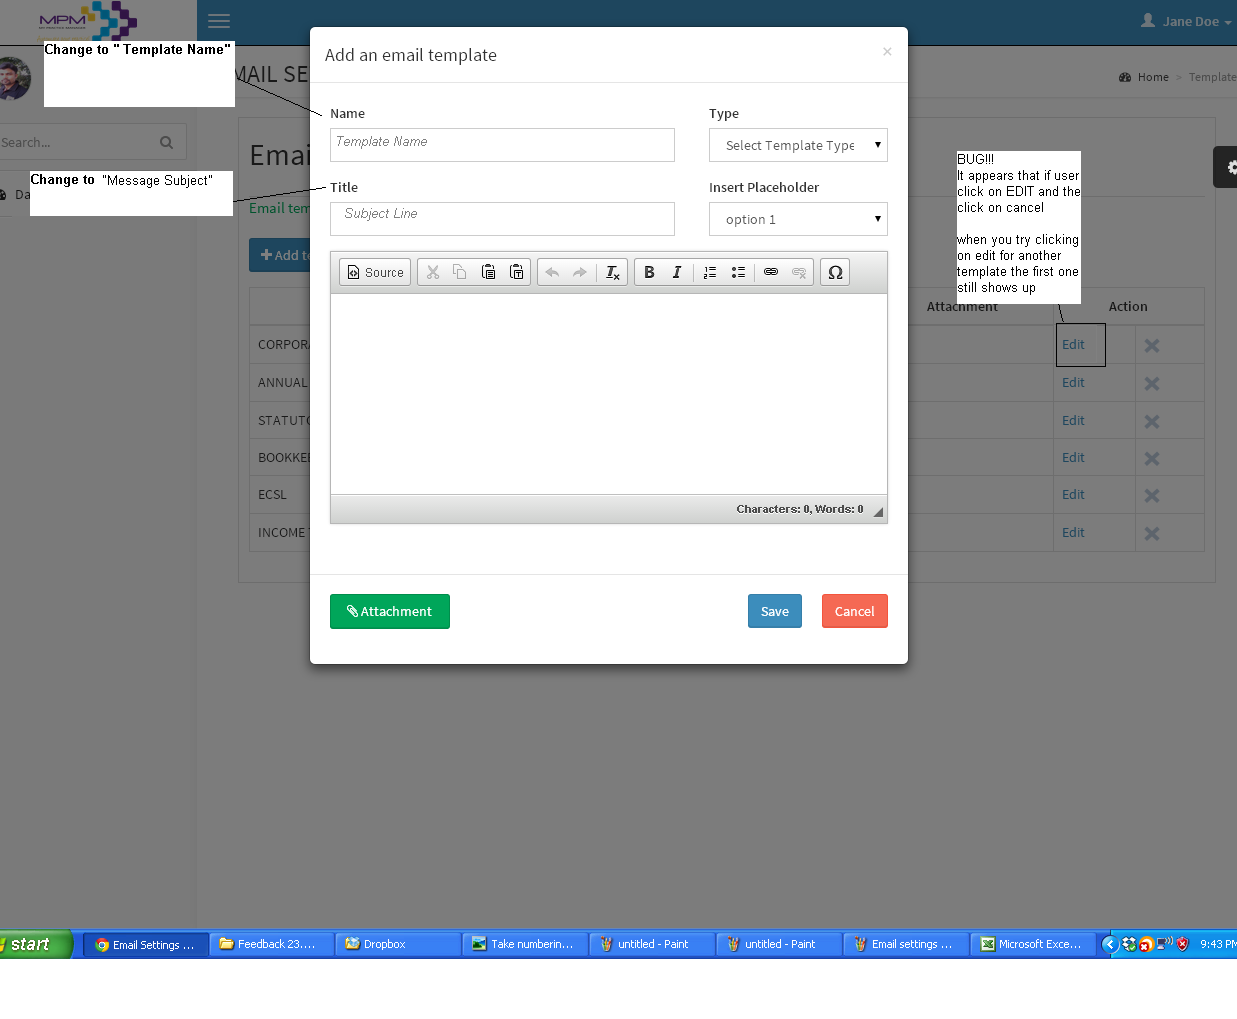 MPM
Jane Doe
Change to " Template Name"
Add an email template
×
MAIL SE
Home > Template
Name
Type
Template Name
Select Template Type
Search...
Emai
BUG!!!
It appears that if user
click on EDIT and the
click on cancel
when you try clicking
on edit for another
template the first one
still shows up
Change to "Message Subject"
Da
Title
Insert Placeholder
Subject Line
option 1
Email tem
Add te
Source
B I
Ω
Attachment
Action
CORPORA
Edit
ANNUAL
Edit
STATUTO
Edit
BOOKKEE
Edit
ECSL
Edit
INCOME T
Edit
Characters: 0, Words: 0
Attachment
Save
Cancel
start
Email Settings ...
Feedback 23....
Dropbox
Take numberin...
untitled - Paint
untitled - Paint
Email settings ...
Microsoft Exce...
9:43 PM